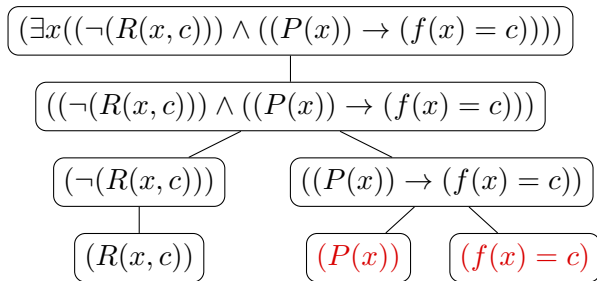 (∃x((¬(R(x, c))) ∧ ((P(x)) → (f(x) = c))))
((¬(R(x, c))) ∧ ((P(x)) → (f(x) = c)))
(¬(R(x, c))) ((P(x)) → (f(x) = c))
(R(x, c)) (P(x)) (f(x) = c)